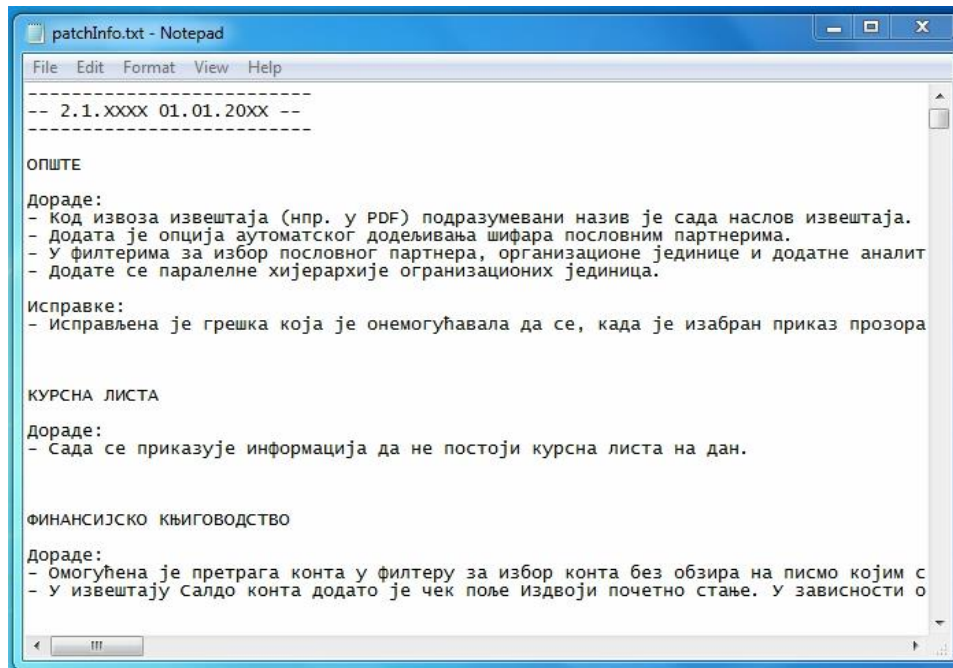 patchInfo.txt - Notepad
File Edit Format View Help
---------------------------
-- 2.1.XXXX 01.01.20XX --
---------------------------
ОПШТЕ
Дораде:
- Код извоза извештаја (нпр. у PDF) подразумевани назив је сада наслов извештаја.
- Додата је опција аутоматског додељивања шифара пословним партнерима.
- У филтерима за избор пословног партнера, организационе јединице и додатне аналит
- Додате се паралелне хијерархије огранизационих јединица.
Исправке:
- Исправљена је грешка која је онемогућавала да се, када је изабран приказ прозора
КУРСНА ЛИСТА
Дораде:
- Сада се приказује информација да не постоји курсна листа на дан.
ФИНАНСИЈСКО КЊИГОВОДСТВО
Дораде:
- Омогућена је претрага конта у филтеру за избор конта без обзира на писмо којим с
- У извештају Салдо конта додато је чек поље Издвоји почетно стање. У зависности о